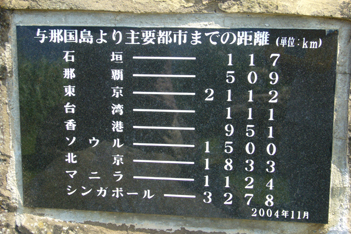 与那国島より主要都市までの距離(単位:km)
石垣 ─── 117
那覇 ─── 509
東京 ─── 2112
台湾 ─── 111
香港 ─── 951
ソウル ─── 1500
北京 ─── 1833
マニラ ─── 1124
シンガポール ─── 3278
2004年11月